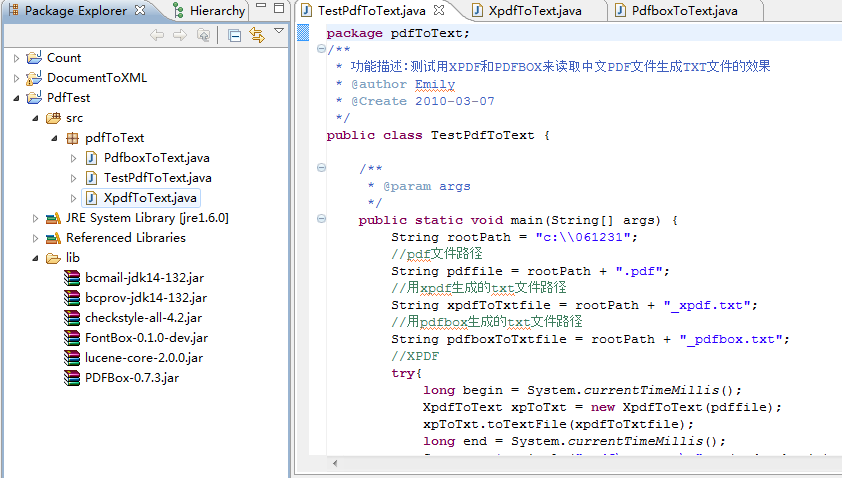 Package Explorer
Hierarchy
Count
DocumentToXML
PdfTest
src
pdfToText
PdfboxToText.java
TestPdfToText.java
XpdfToText.java
JRE System Library [jre1.6.0]
Referenced Libraries
lib
bcmail-jdk14-132.jar
bcprov-jdk14-132.jar
checkstyle-all-4.2.jar
FontBox-0.1.0-dev.jar
lucene-core-2.0.0.jar
PDFBox-0.7.3.jar
TestPdfToText.java
XpdfToText.java
PdfboxToText.java
package pdfToText;
/**
* 功能描述:测试用XPDF和PDFBOX来读取中文PDF文件生成TXT文件的效果
* @author Emily
* @Create 2010-03-07
*/
public class TestPdfToText {
/**
* @param args
*/
public static void main(String[] args) {
String rootPath = "c:\\061231";
//pdf文件路径
String pdffile = rootPath + ".pdf";
//用xpdf生成的txt文件路径
String xpdfToTxtfile = rootPath + "_xpdf.txt";
//用pdfbox生成的txt文件路径
String pdfboxToTxtfile = rootPath + "_pdfbox.txt";
//XPDF
try{
long begin = System.currentTimeMillis();
XpdfToText xpToTxt = new XpdfToText(pdffile);
xpToTxt.toTextFile(xpdfToTxtfile);
long end = System.currentTimeMillis();